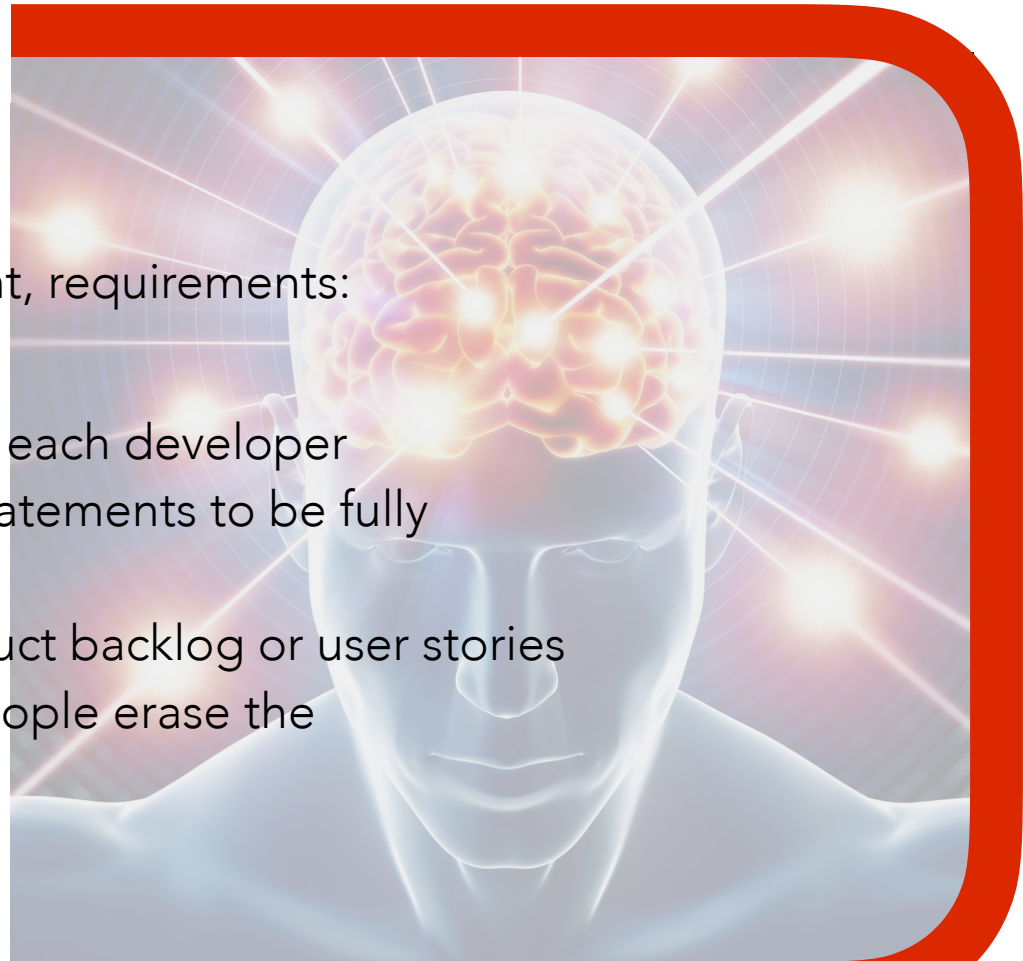 t, requirements:
each developer
atements to be fully
uct backlog or user stories
ople erase the